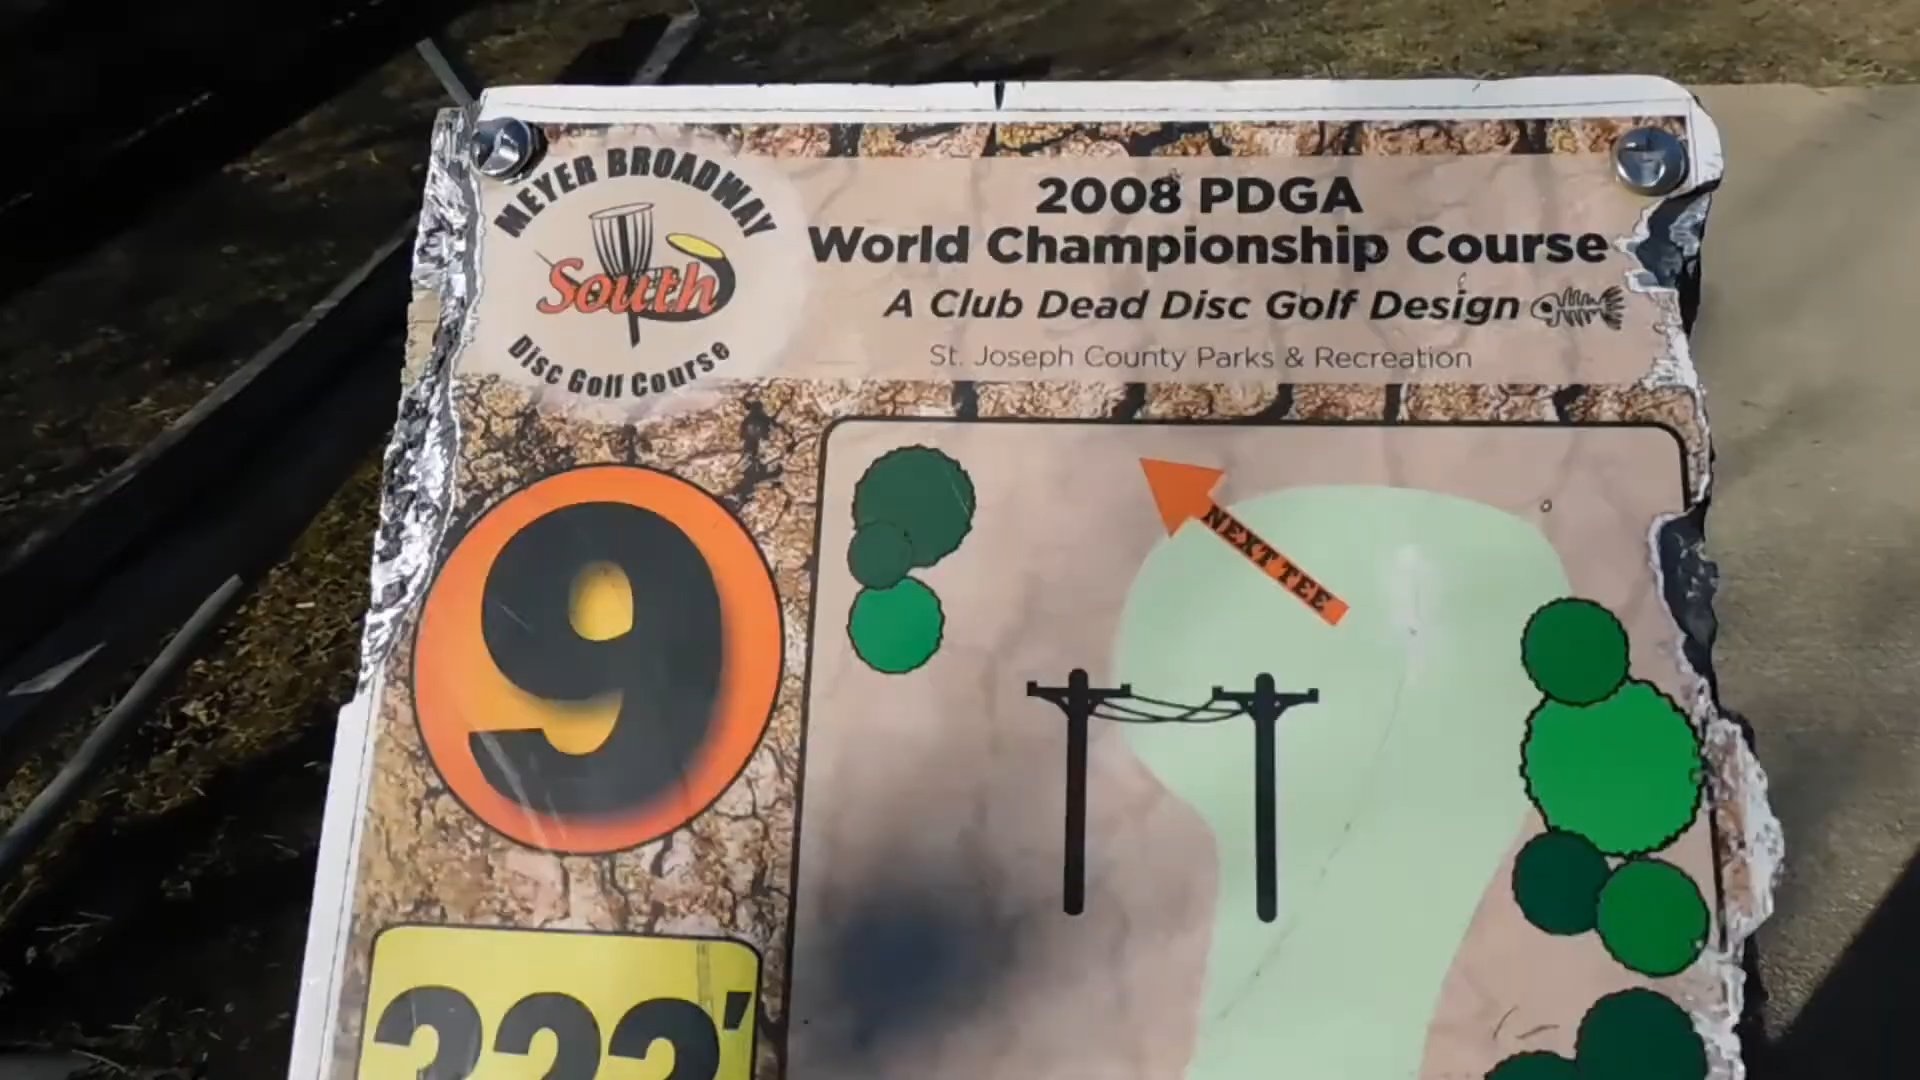 MEYER BROADWAY
South
Disc Golf Course
2008 PDGA
World Championship Course
A Club Dead Disc Golf Design
St. Joseph County Parks & Recreation
NEXT TEE
9